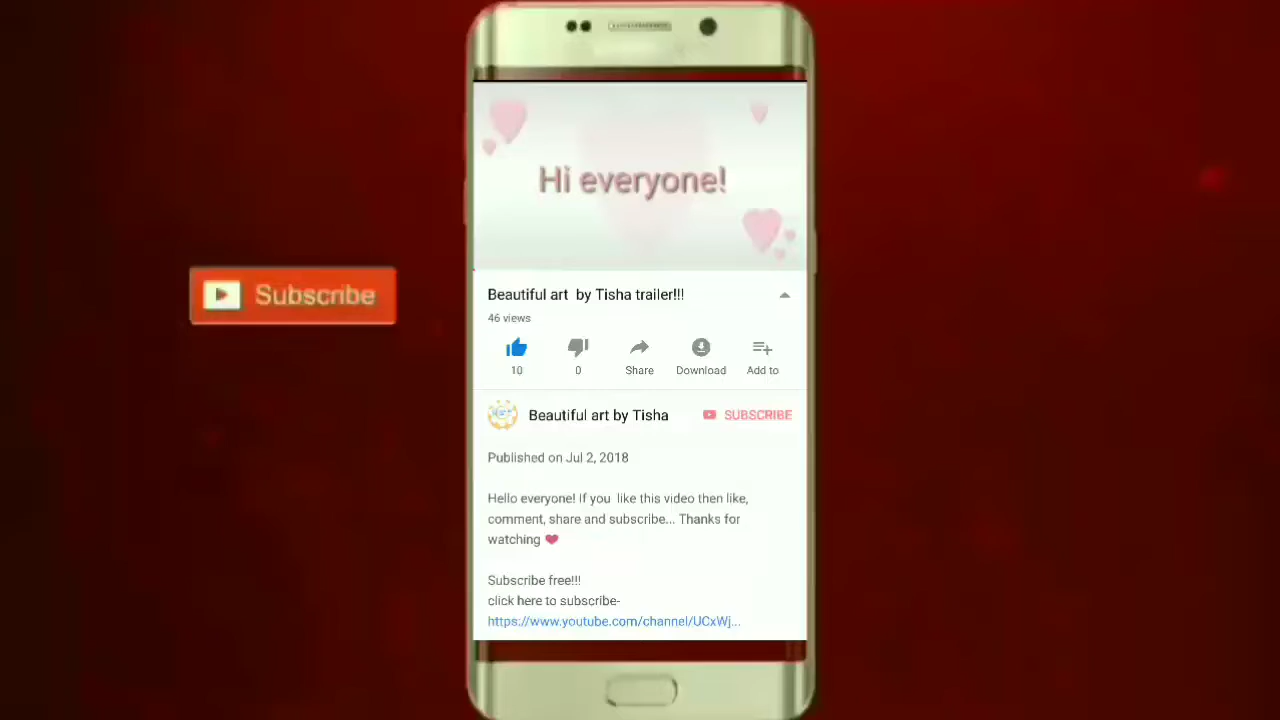 Hi everyone!
Subscribe
Beautiful art  by Tisha trailer!!!
46 views
10
0
Share
Download
Add to
Beautiful art by Tisha
SUBSCRIBE
Published on Jul 2, 2018
Hello everyone! If you  like this video then like,
comment, share and subscribe... Thanks for
watching ❤
Subscribe free!!!
click here to subscribe-
https://www.youtube.com/channel/UCxWj...